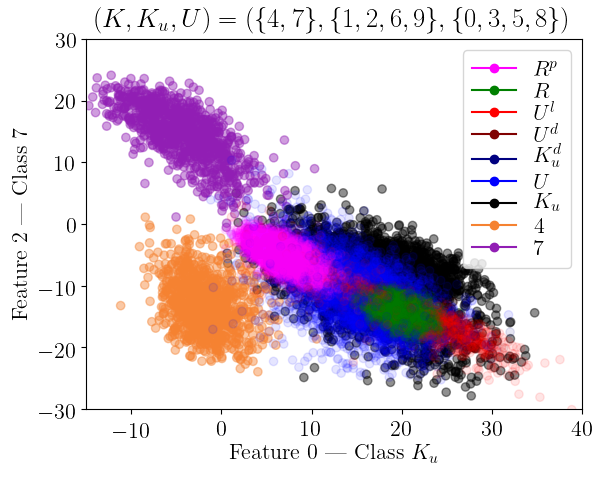 (K, K_u, U) = ({4, 7}, {1, 2, 6, 9}, {0, 3, 5, 8})
30
20
10
0
−10
−20
−30
Feature 2 — Class 7
R^p
R
U^l
U^d
K_u^d
U
K_u
4
7
−10
0
10
20
30
40
Feature 0 — Class K_u